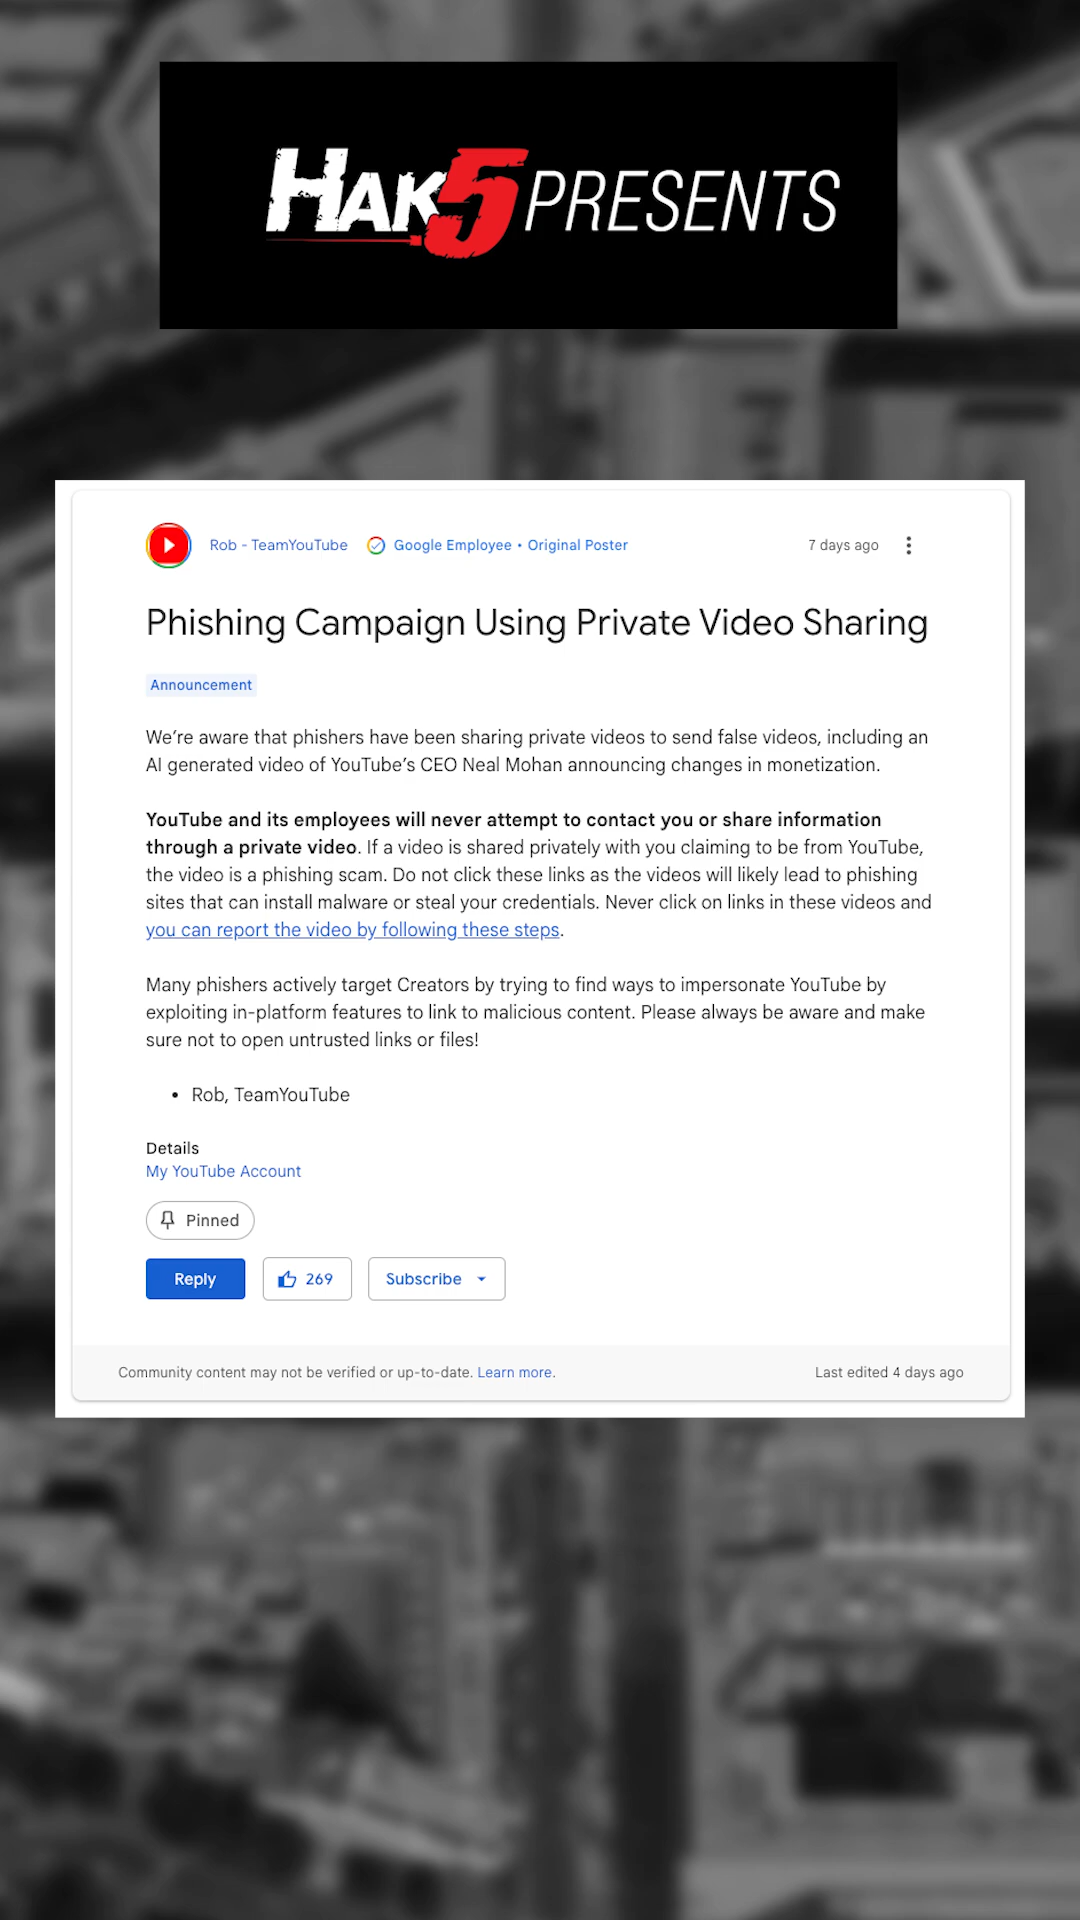 HAK5 PRESENTS
Rob - TeamYouTube Google Employee • Original Poster 7 days ago
Phishing Campaign Using Private Video Sharing
Announcement
We’re aware that phishers have been sharing private videos to send false videos, including an
AI generated video of YouTube’s CEO Neal Mohan announcing changes in monetization.
YouTube and its employees will never attempt to contact you or share information
through a private video. If a video is shared privately with you claiming to be from YouTube,
the video is a phishing scam. Do not click these links as the videos will likely lead to phishing
sites that can install malware or steal your credentials. Never click on links in these videos and
you can report the video by following these steps.
Many phishers actively target Creators by trying to find ways to impersonate YouTube by
exploiting in-platform features to link to malicious content. Please always be aware and make
sure not to open untrusted links or files!
• Rob, TeamYouTube
Details
My YouTube Account
Pinned
Reply 269 Subscribe
Community content may not be verified or up-to-date. Learn more. Last edited 4 days ago